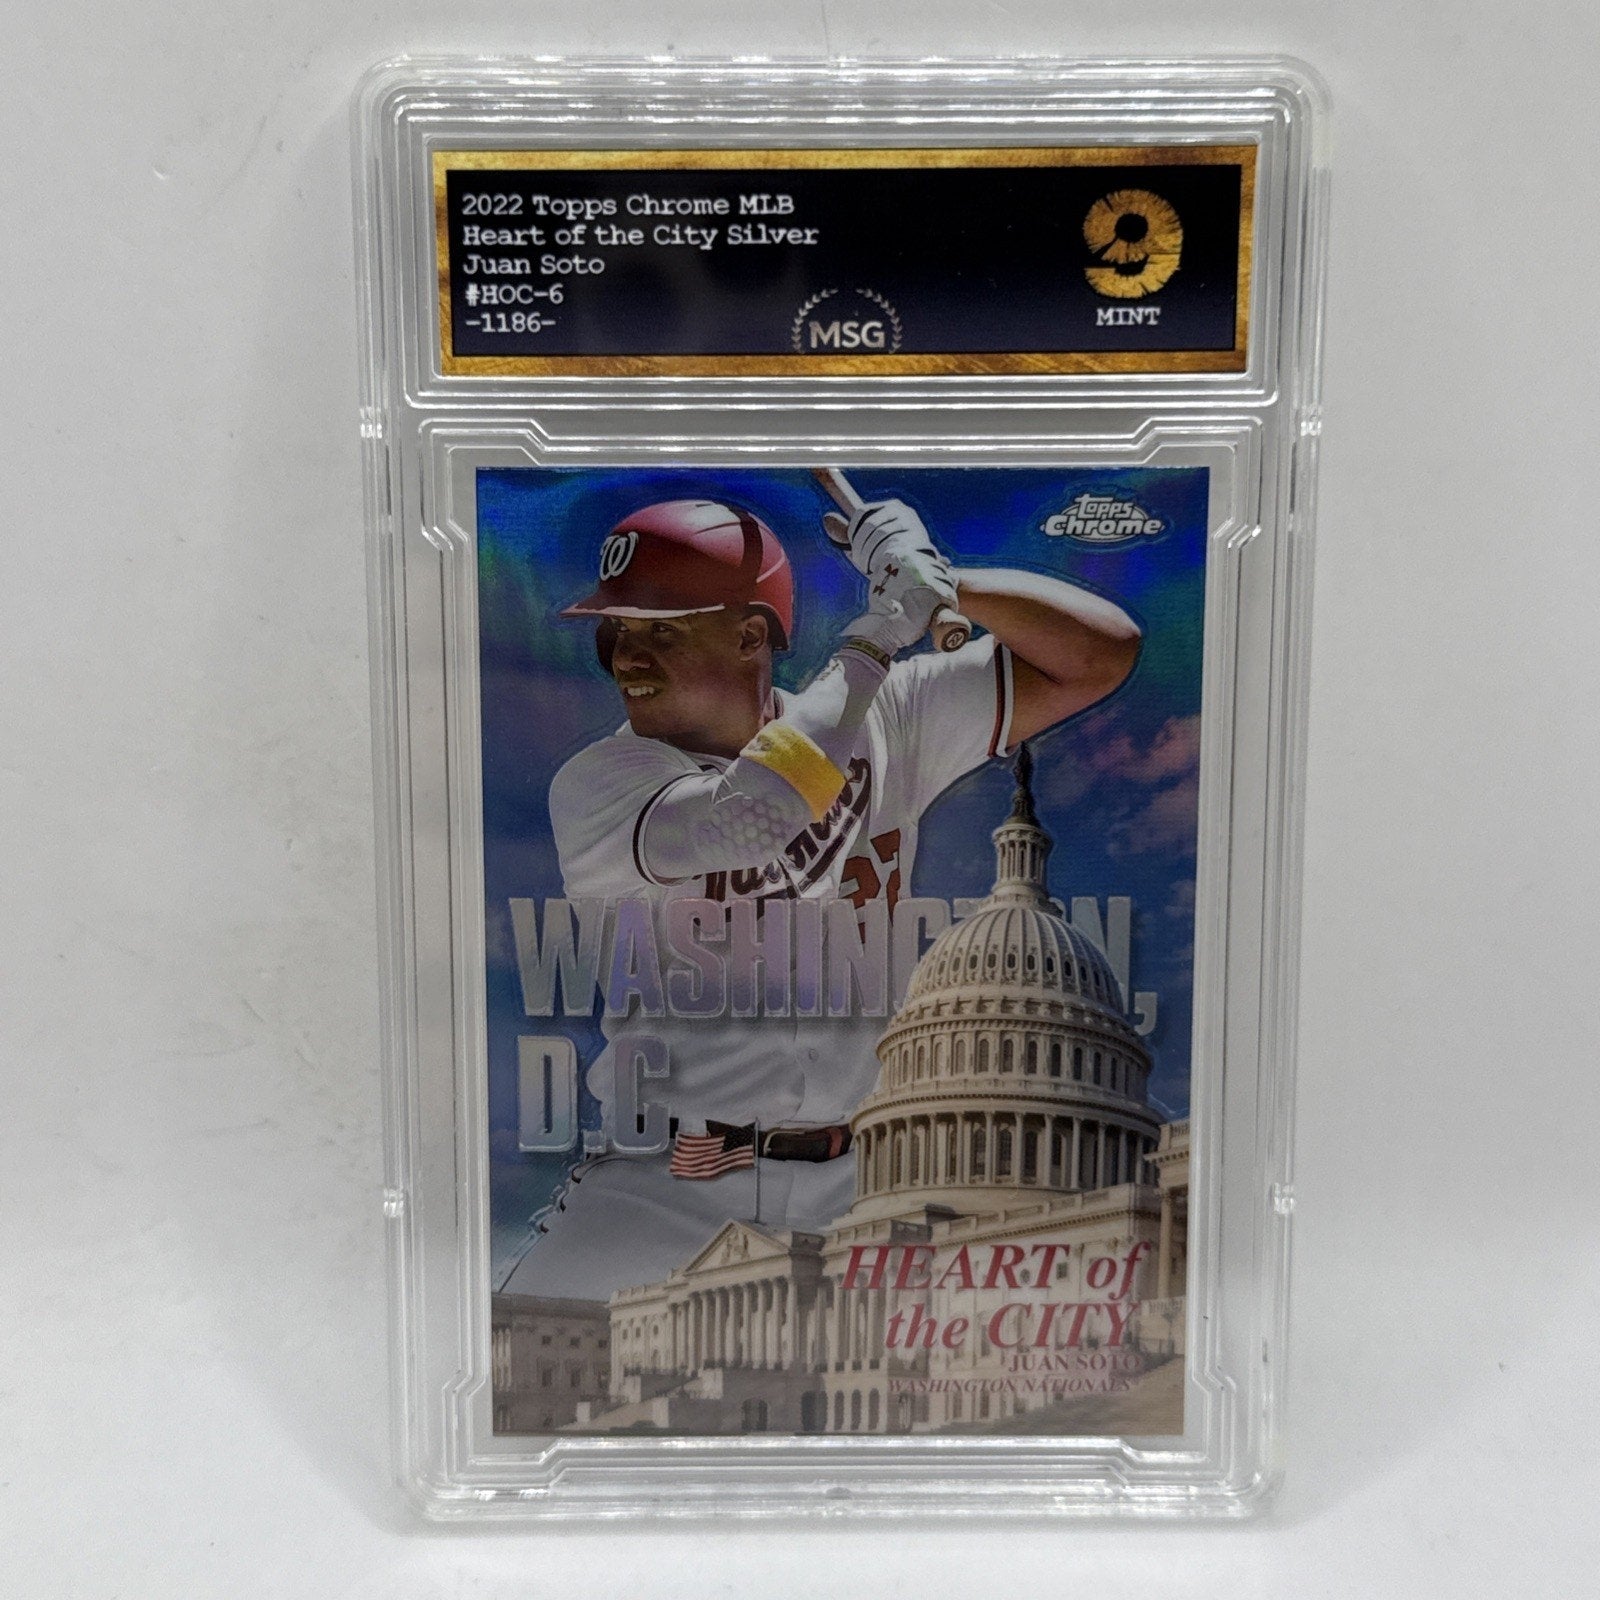 2022 Topps Chrome MLB
Heart of the City Silver
Juan Soto
#HOC-6
-1186-
MSG
9
MINT
topps
Chrome
W
22
WASHINGTON,
D.C.
HEART of
the CITY
JUAN SOTO
WASHINGTON NATIONALS